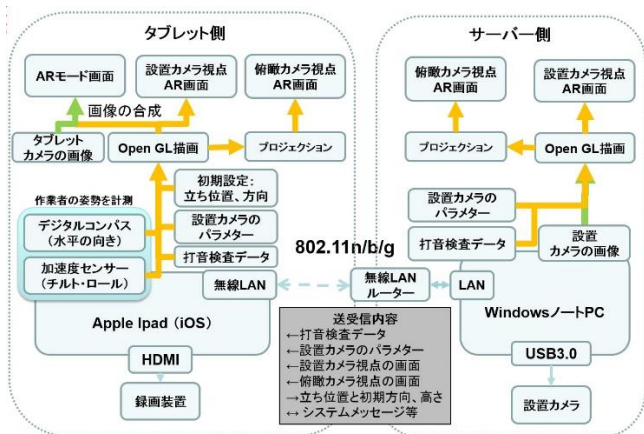 タブレット側
サーバー側
ARモード画面
設置カメラ視点
AR画面
俯瞰カメラ視点
AR画面
画像の合成
タブレット
カメラの画像
Open GL描画
プロジェクション
作業者の姿勢を計測
デジタルコンパス
（水平の向き）
加速度センサー
（チルト・ロール）
初期設定:
立ち位置、方向
設置カメラの
パラメター
打音検査データ
無線LAN
Apple Ipad（iOS）
HDMI
録画装置
802.11n/b/g
無線LAN
ルーター
送受信内容
←打音検査データ
←設置カメラのパラメター
←設置カメラ視点の画面
←俯瞰カメラ視点の画面
→立ち位置と初期方向、高さ
↔ システムメッセージ等
俯瞰カメラ視点
AR画面
設置カメラ視点
AR画面
プロジェクション
Open GL描画
設置カメラの
パラメター
打音検査データ
設置
カメラの画像
LAN
WindowsノートPC
USB3.0
設置カメラ